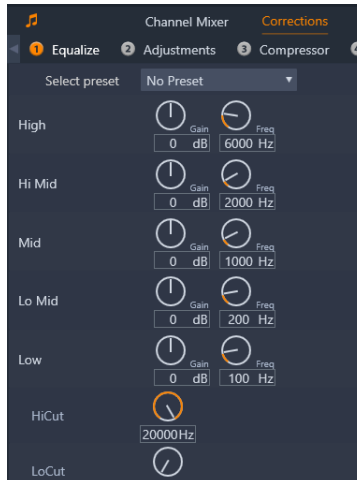 Channel Mixer Corrections
1 Equalize 2 Adjustments 3 Compressor
Select preset No Preset
High Gain Freq
0 dB 6000 Hz
Hi Mid Gain Freq
0 dB 2000 Hz
Mid Gain Freq
0 dB 1000 Hz
Lo Mid Gain Freq
0 dB 200 Hz
Low Gain Freq
0 dB 100 Hz
HiCut
20000Hz
LoCut